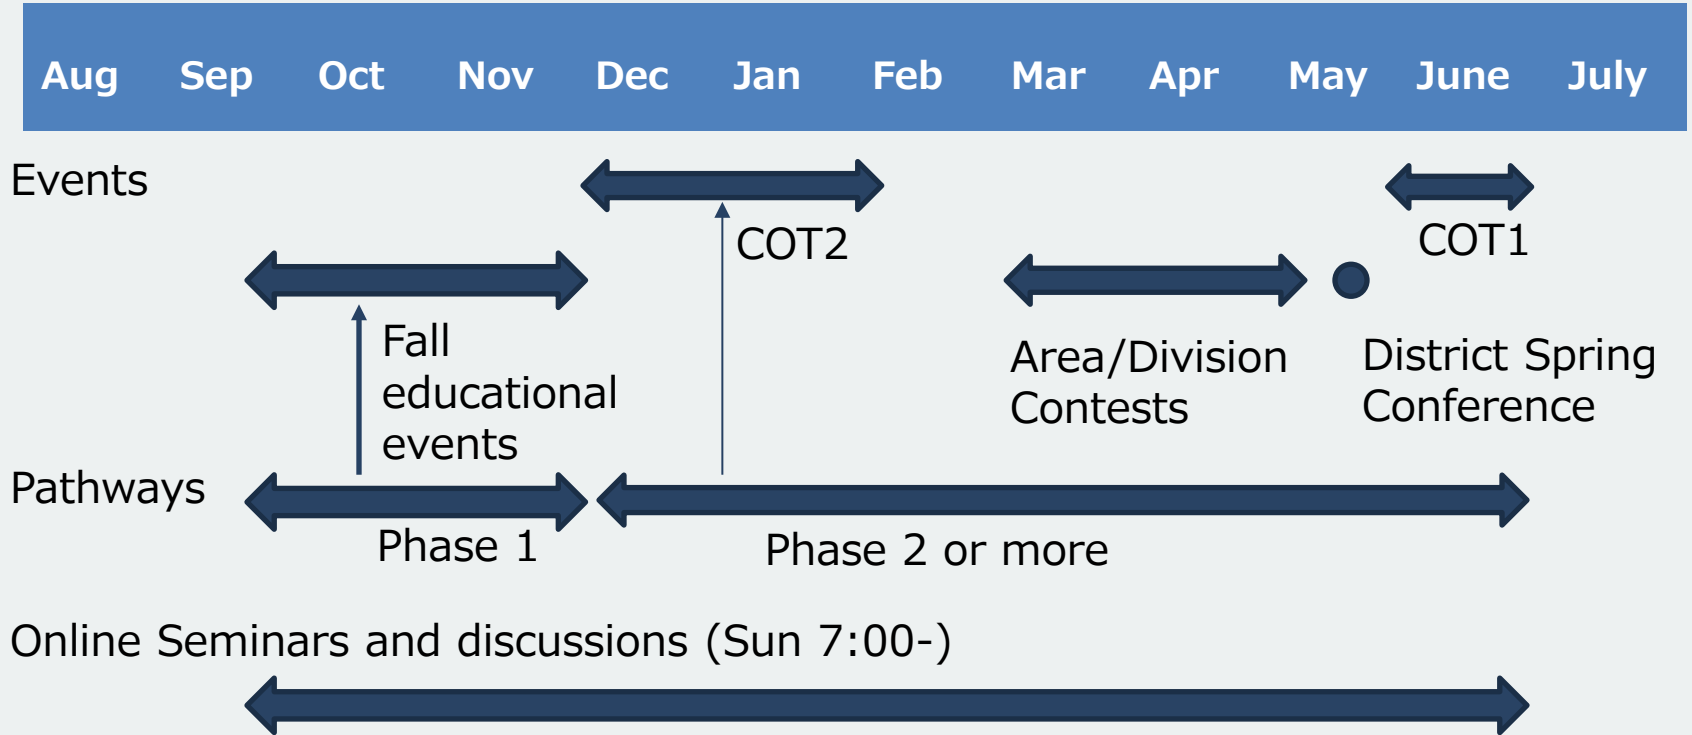 Aug Sep Oct Nov Dec Jan Feb Mar Apr May June July
Events
COT2
COT1
Fall
educational
events
Area/Division
Contests
District Spring
Conference
Pathways
Phase 1
Phase 2 or more
Online Seminars and discussions (Sun 7:00-)